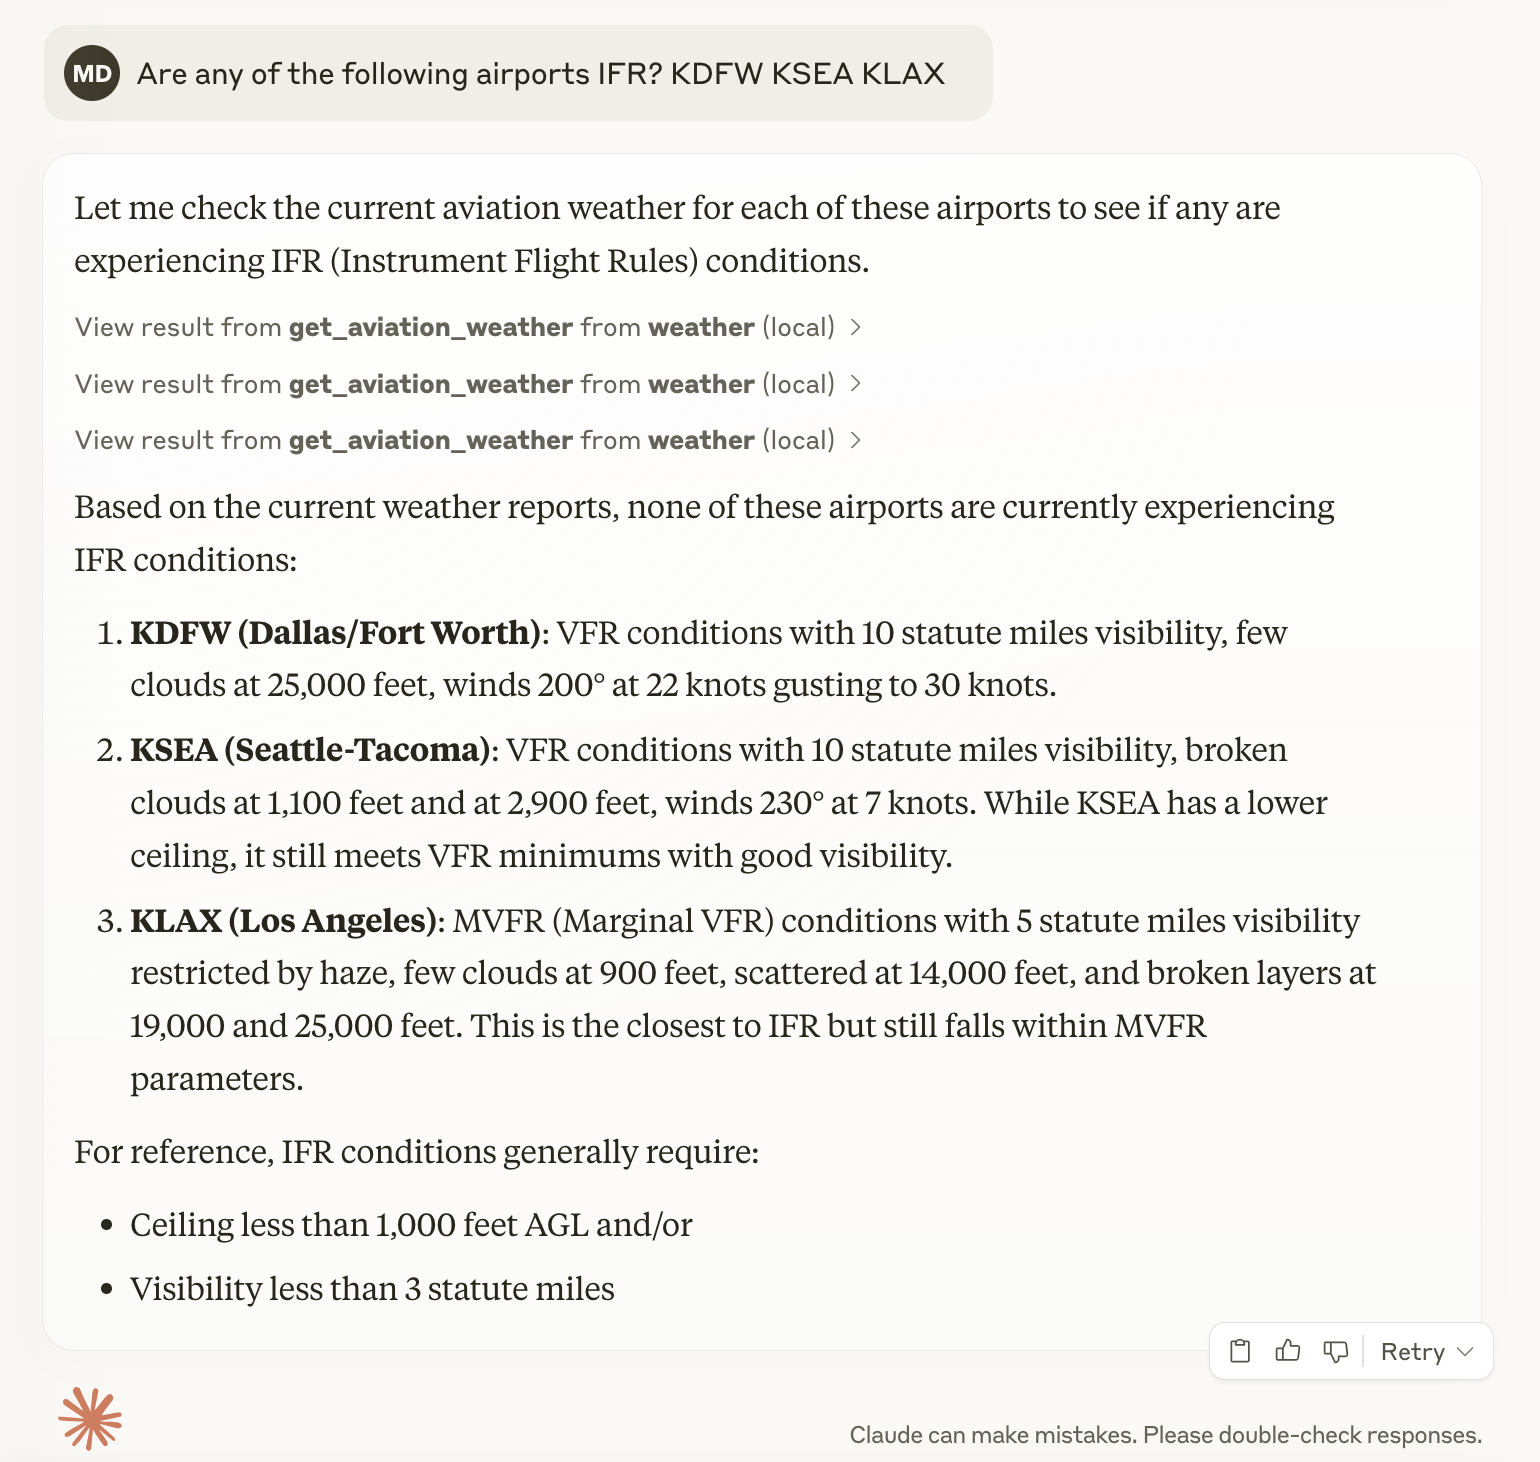 MD Are any of the following airports IFR? KDFW KSEA KLAX
Let me check the current aviation weather for each of these airports to see if any are
experiencing IFR (Instrument Flight Rules) conditions.
View result from get_aviation_weather from weather (local)
View result from get_aviation_weather from weather (local)
View result from get_aviation_weather from weather (local)
Based on the current weather reports, none of these airports are currently experiencing
IFR conditions:
1. KDFW (Dallas/Fort Worth): VFR conditions with 10 statute miles visibility, few
clouds at 25,000 feet, winds 200° at 22 knots gusting to 30 knots.
2. KSEA (Seattle-Tacoma): VFR conditions with 10 statute miles visibility, broken
clouds at 1,100 feet and at 2,900 feet, winds 230° at 7 knots. While KSEA has a lower
ceiling, it still meets VFR minimums with good visibility.
3. KLAX (Los Angeles): MVFR (Marginal VFR) conditions with 5 statute miles visibility
restricted by haze, few clouds at 900 feet, scattered at 14,000 feet, and broken layers at
19,000 and 25,000 feet. This is the closest to IFR but still falls within MVFR
parameters.
For reference, IFR conditions generally require:
• Ceiling less than 1,000 feet AGL and/or
• Visibility less than 3 statute miles
Retry
Claude can make mistakes. Please double-check responses.